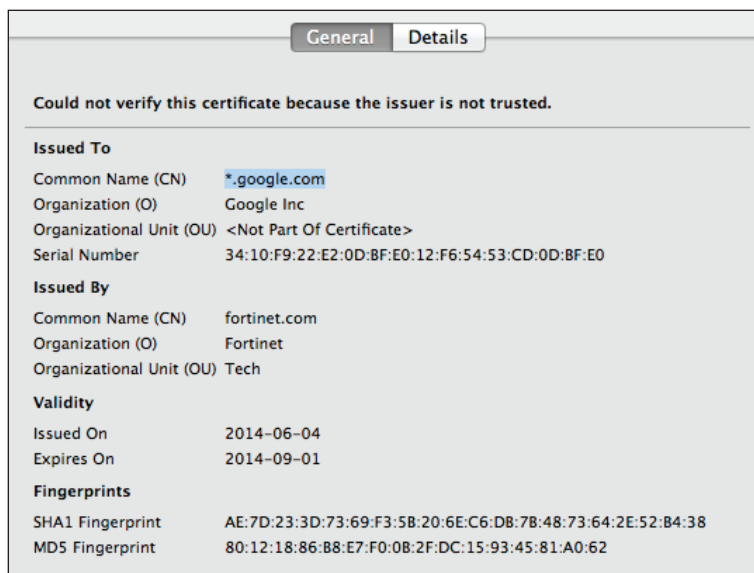 General Details
Could not verify this certificate because the issuer is not trusted.
Issued To
Common Name (CN) *.google.com
Organization (O) Google Inc
Organizational Unit (OU) <Not Part Of Certificate>
Serial Number 34:10:F9:22:E2:0D:BF:E0:12:F6:54:53:CD:0D:BF:E0
Issued By
Common Name (CN) fortinet.com
Organization (O) Fortinet
Organizational Unit (OU) Tech
Validity
Issued On 2014-06-04
Expires On 2014-09-01
Fingerprints
SHA1 Fingerprint AE:7D:23:3D:73:69:F3:5B:20:6E:C6:DB:7B:48:73:64:2E:52:B4:38
MD5 Fingerprint 80:12:18:86:B8:E7:F0:0B:2F:DC:15:93:45:81:A0:62